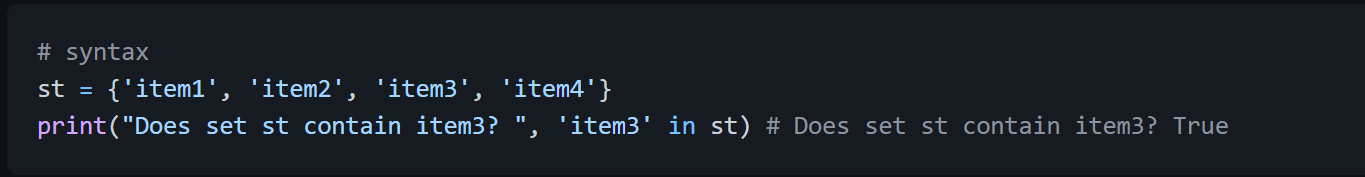 # syntax
st = {'item1', 'item2', 'item3', 'item4'}
print("Does set st contain item3? ", 'item3' in st) # Does set st contain item3? True